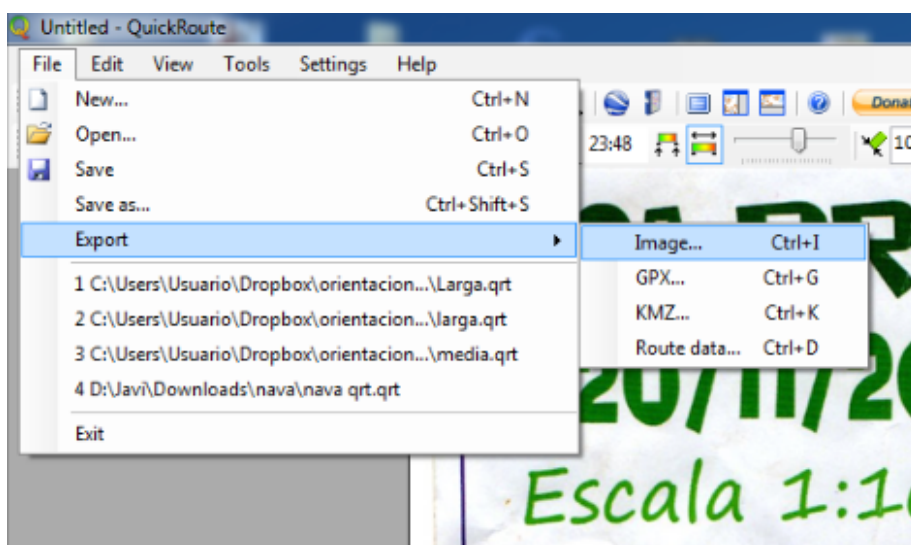 Untitled - QuickRoute
File Edit View Tools Settings Help
New... Ctrl+N
Open... Ctrl+O
Save Ctrl+S
Save as... Ctrl+Shift+S
Export
1 C:\Users\Usuario\Dropbox\orientacion...\Larga.qrt
2 C:\Users\Usuario\Dropbox\orientacion...\larga.qrt
3 C:\Users\Usuario\Dropbox\orientacion...\media.qrt
4 D:\Javi\Downloads\nava\nava qrt.qrt
Exit
Image... Ctrl+I
GPX... Ctrl+G
KMZ... Ctrl+K
Route data... Ctrl+D
23:48
20/11/20
Escala 1:1